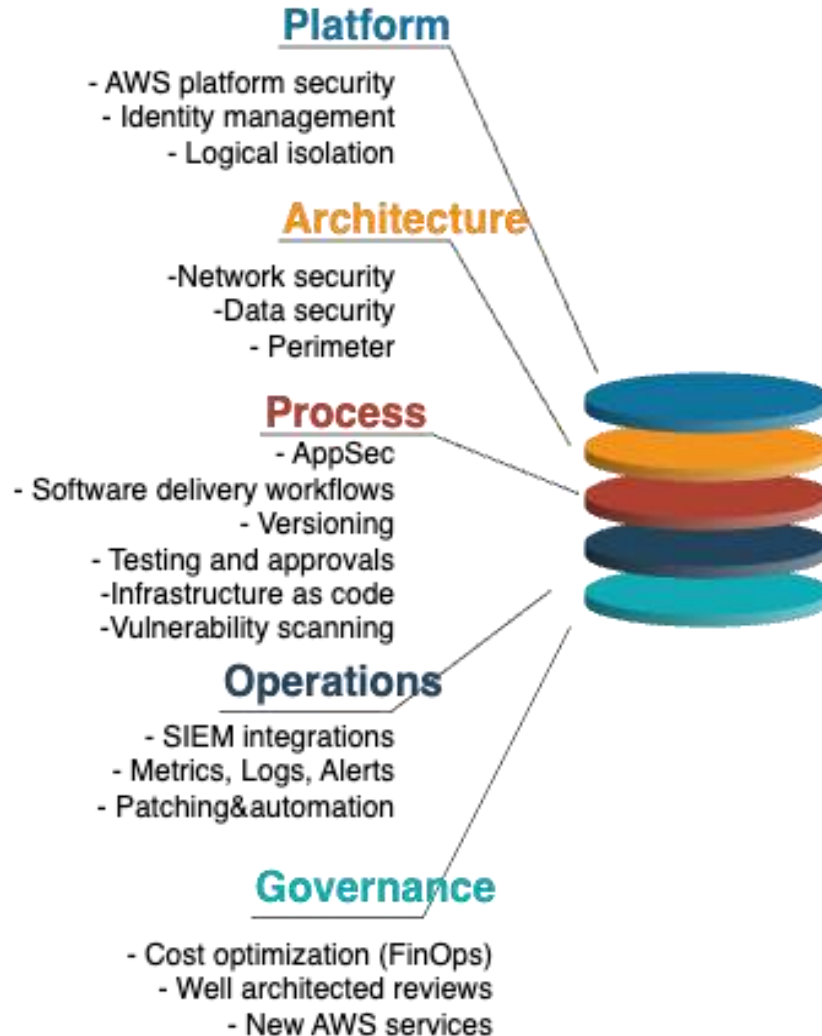 Platform
- AWS platform security
- Identity management
- Logical isolation
Architecture
-Network security
-Data security
- Perimeter
Process
- AppSec
- Software delivery workflows
- Versioning
- Testing and approvals
-Infrastructure as code
-Vulnerability scanning
Operations
- SIEM integrations
- Metrics, Logs, Alerts
- Patching&automation
Governance
- Cost optimization (FinOps)
- Well architected reviews
- New AWS services